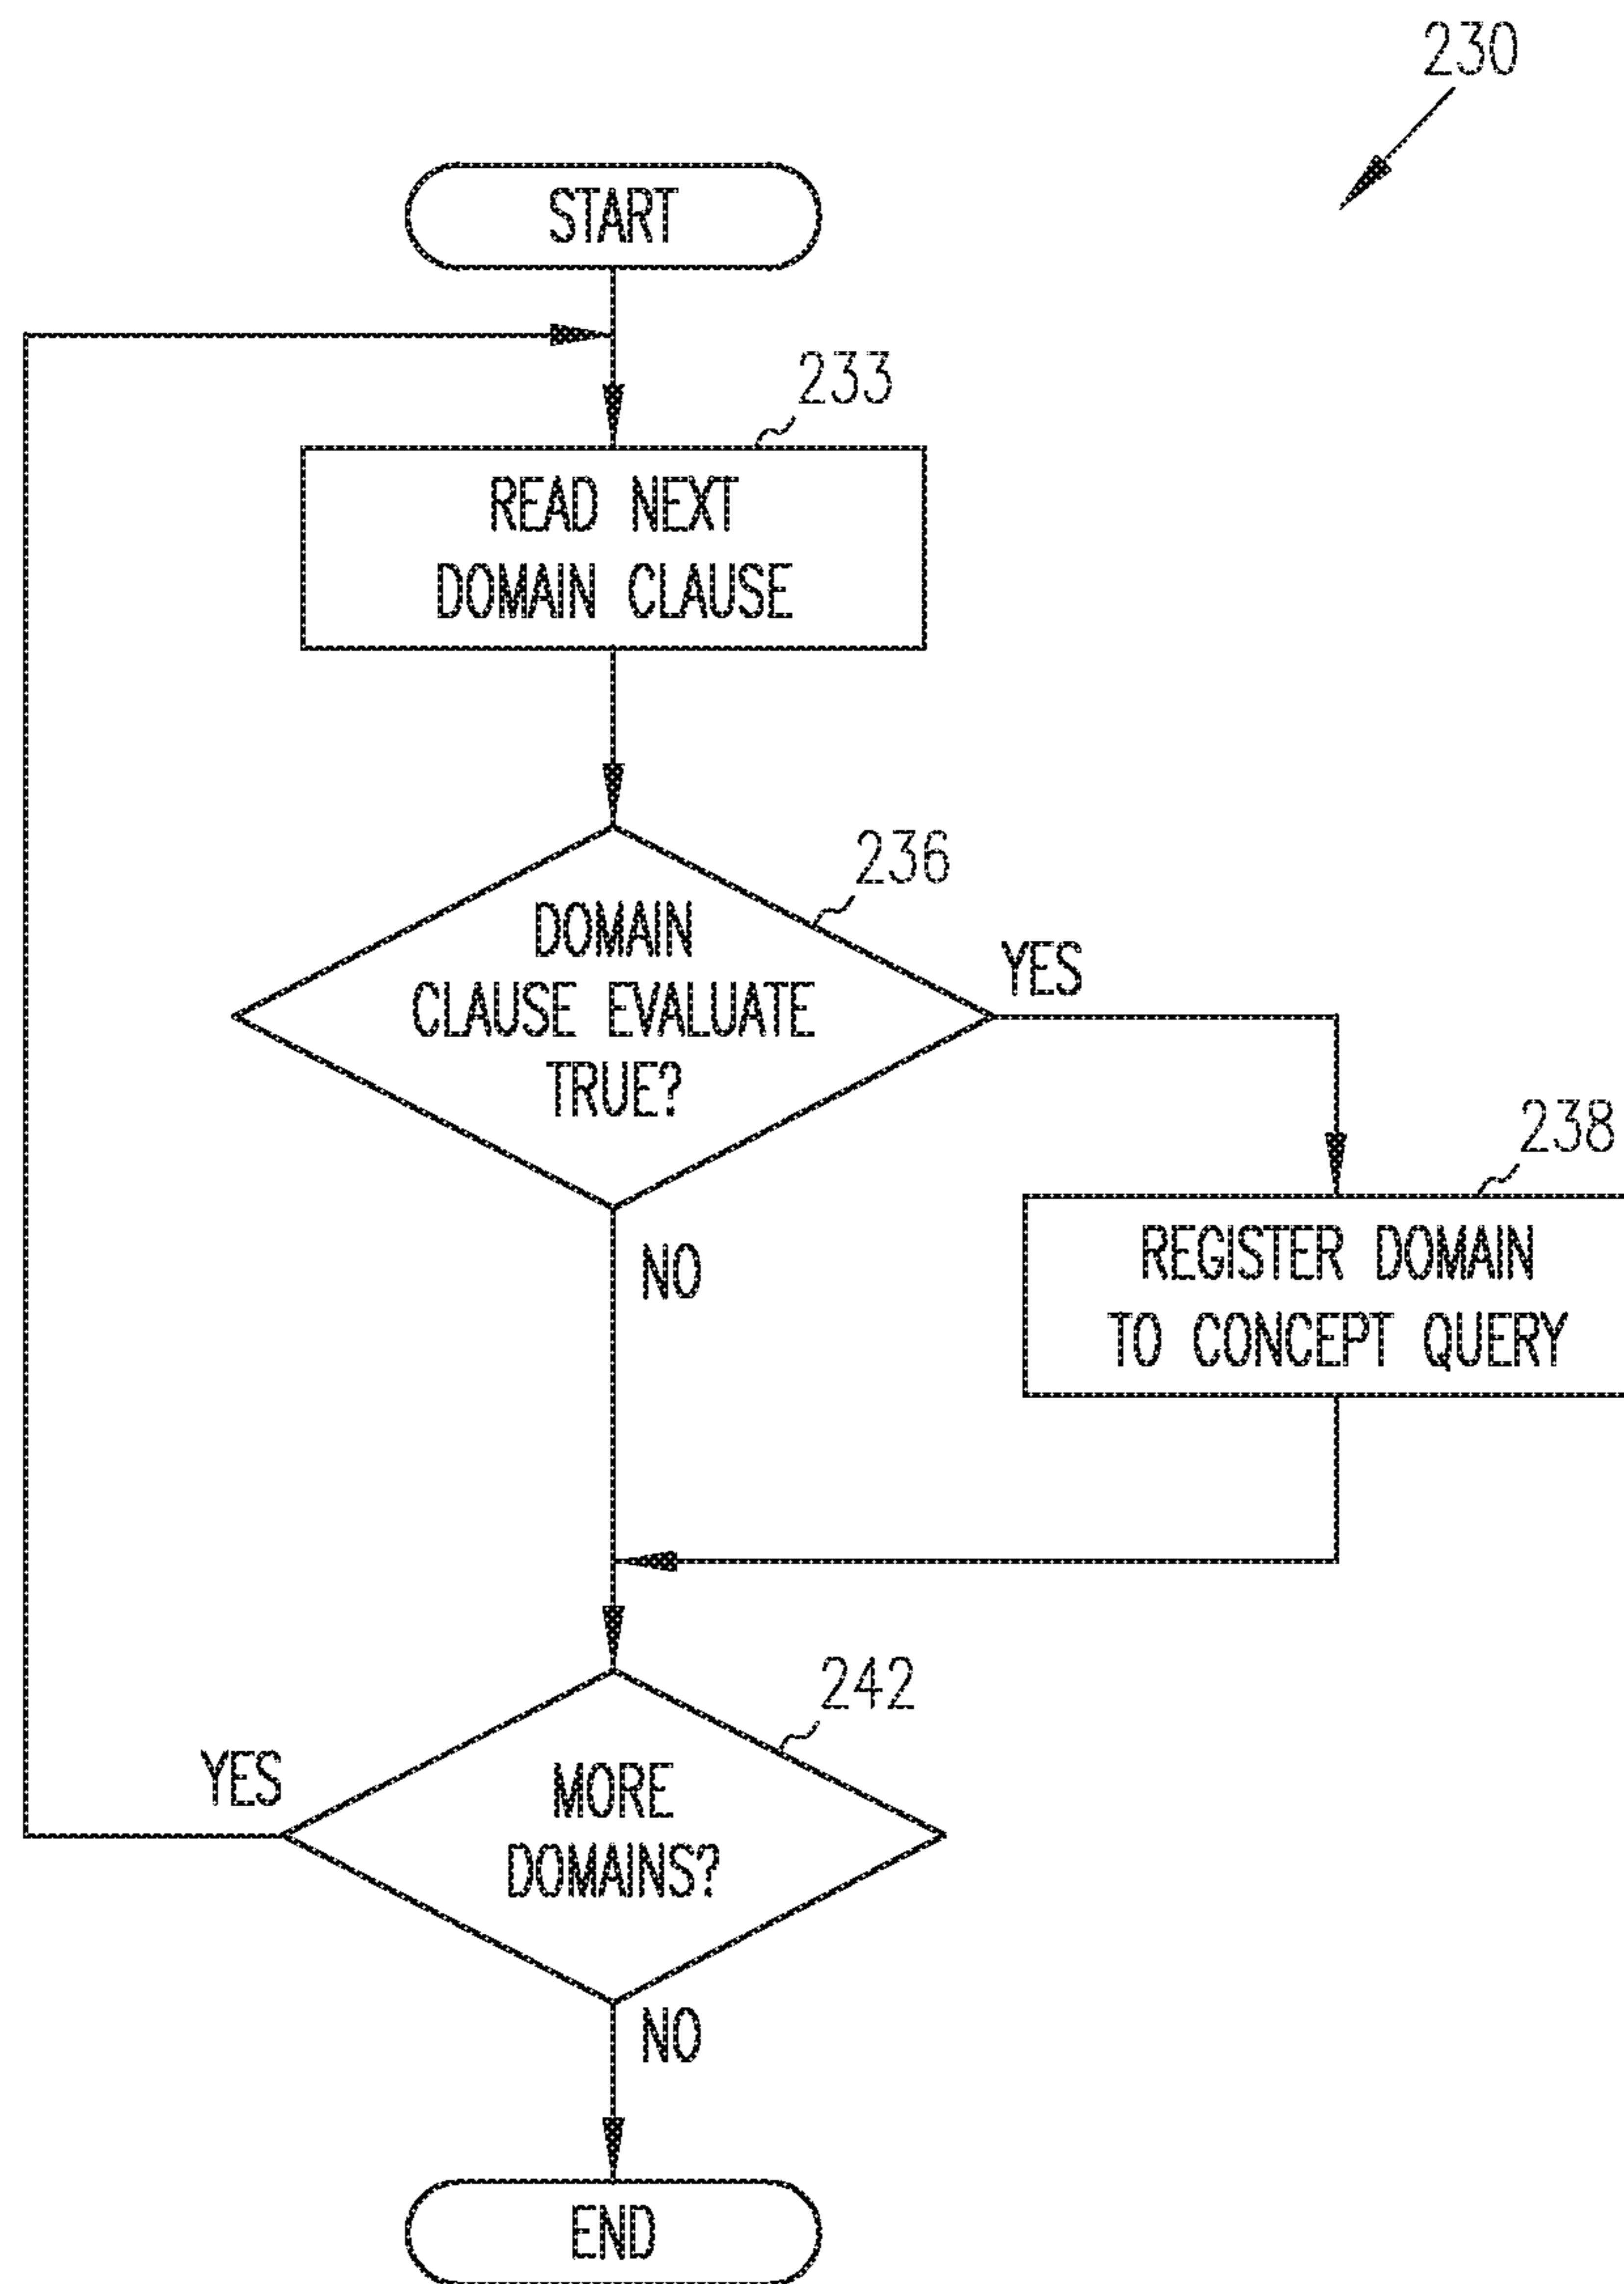 230
START
233
READ NEXT
DOMAIN CLAUSE
236
DOMAIN
CLAUSE EVALUATE
TRUE?
YES
238
REGISTER DOMAIN
TO CONCEPT QUERY
NO
242
YES
MORE
DOMAINS?
NO
END